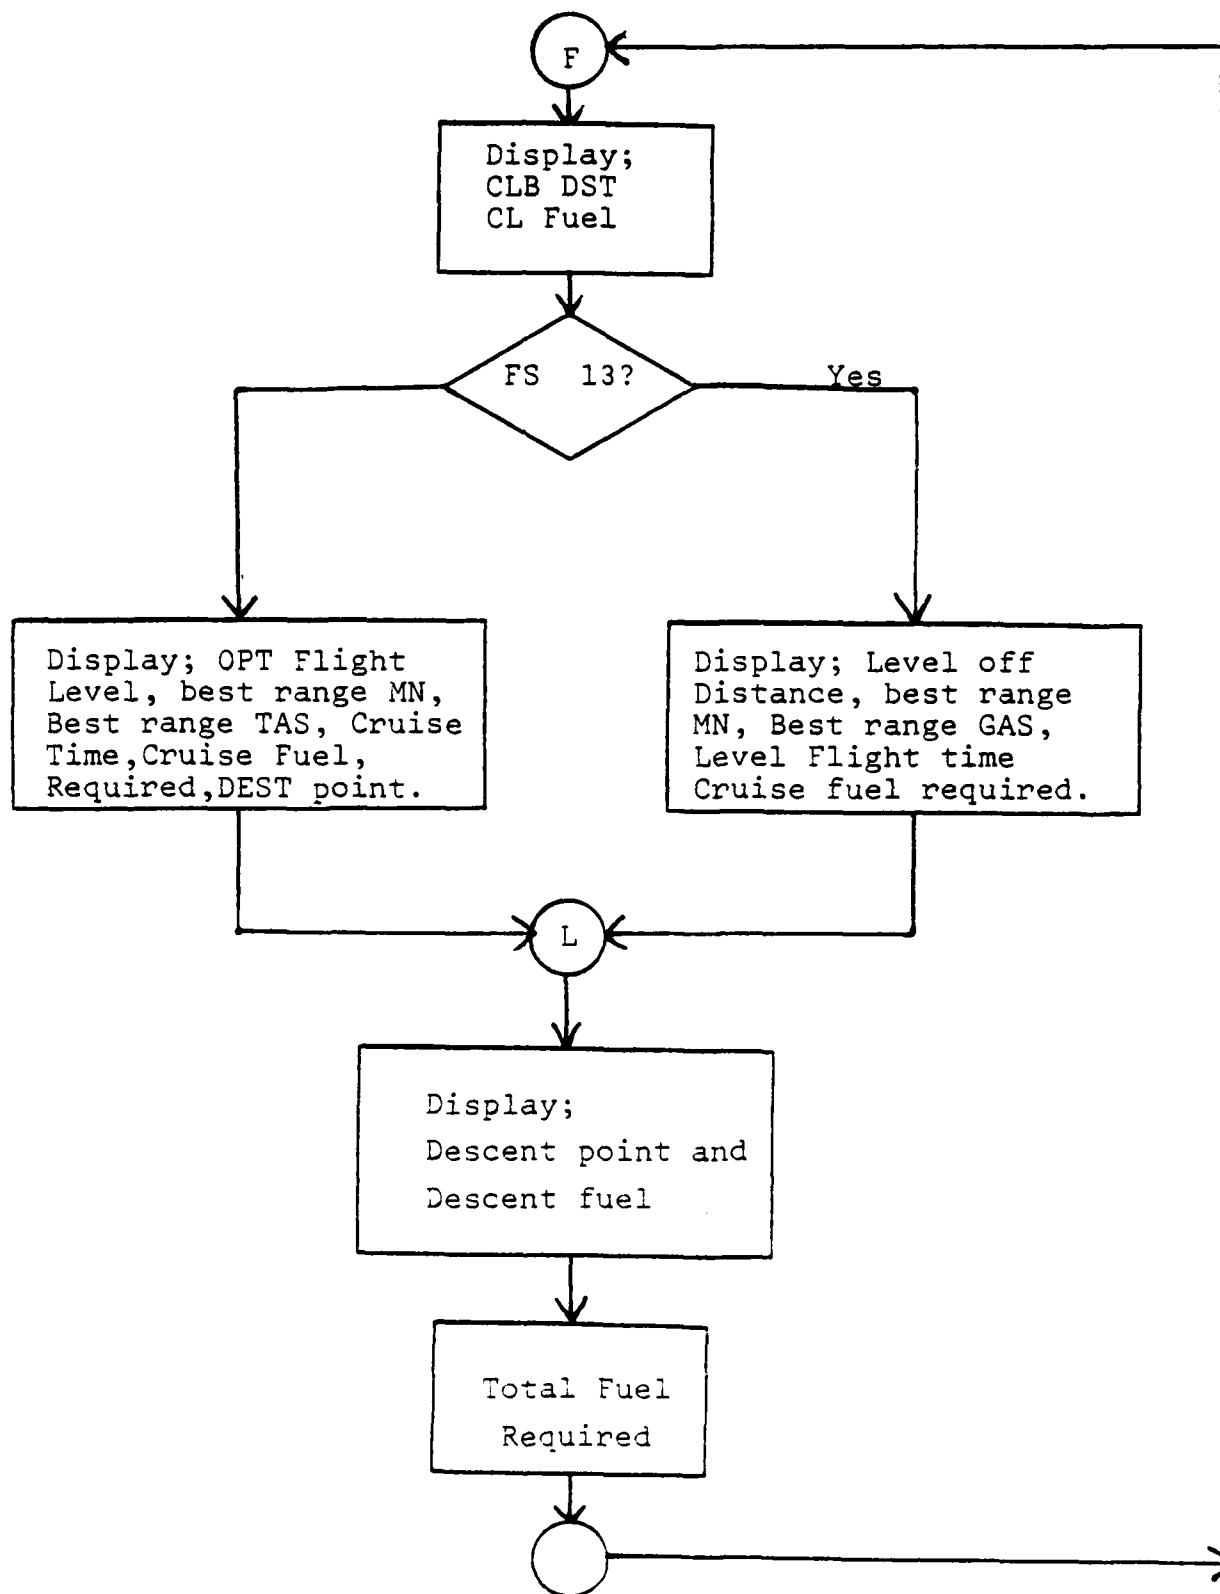 F
Display;
CLB DST
CL Fuel
FS 13?
Yes
Display; OPT Flight
Level, best range MN,
Best range TAS, Cruise
Time,Cruise Fuel,
Required,DEST point.
Display; Level off
Distance, best range
MN, Best range GAS,
Level Flight time
Cruise fuel required.
L
Display;
Descent point and
Descent fuel
Total Fuel
Required